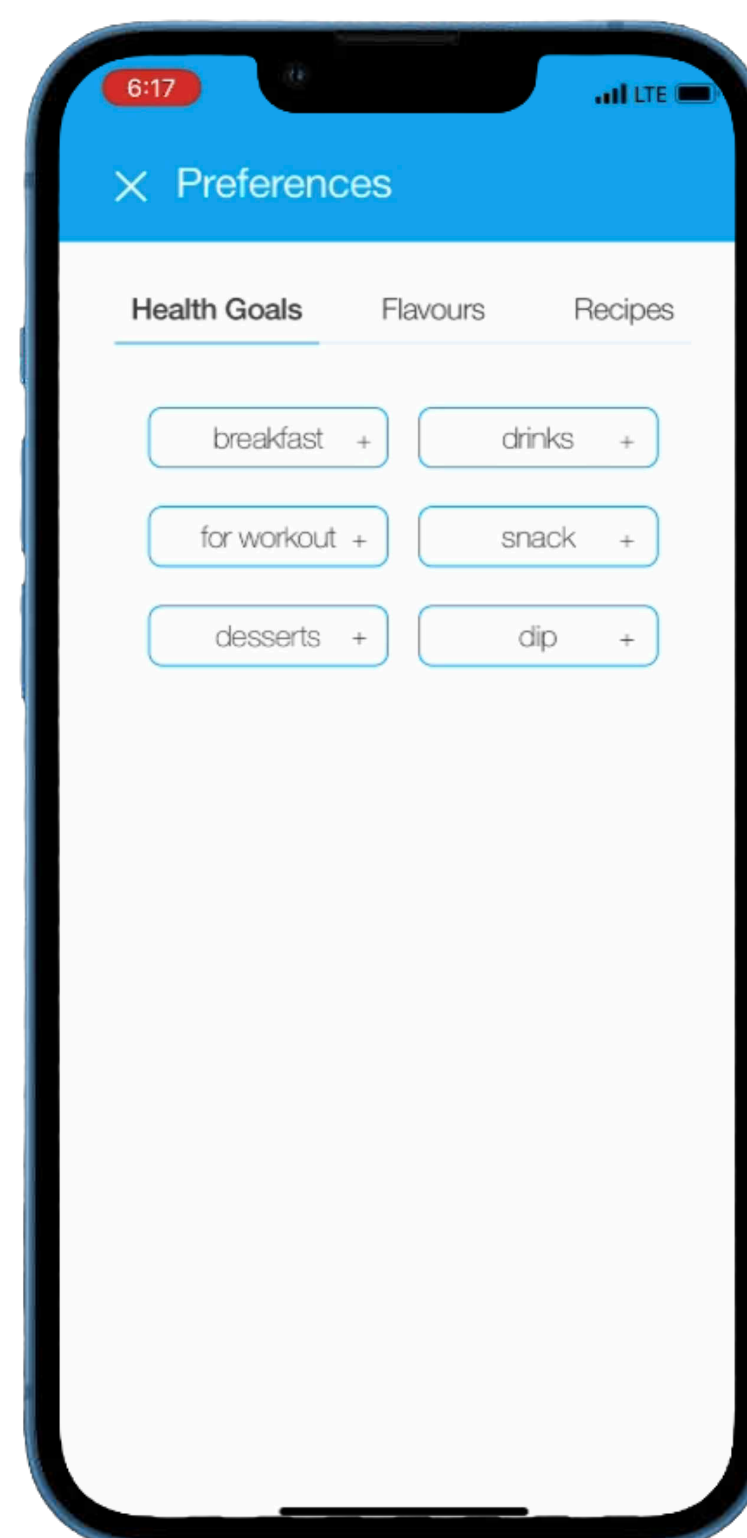 6:17 LTE
× Preferences
Health Goals Flavours Recipes
breakfast + drinks +
for workout + snack +
desserts + dip +